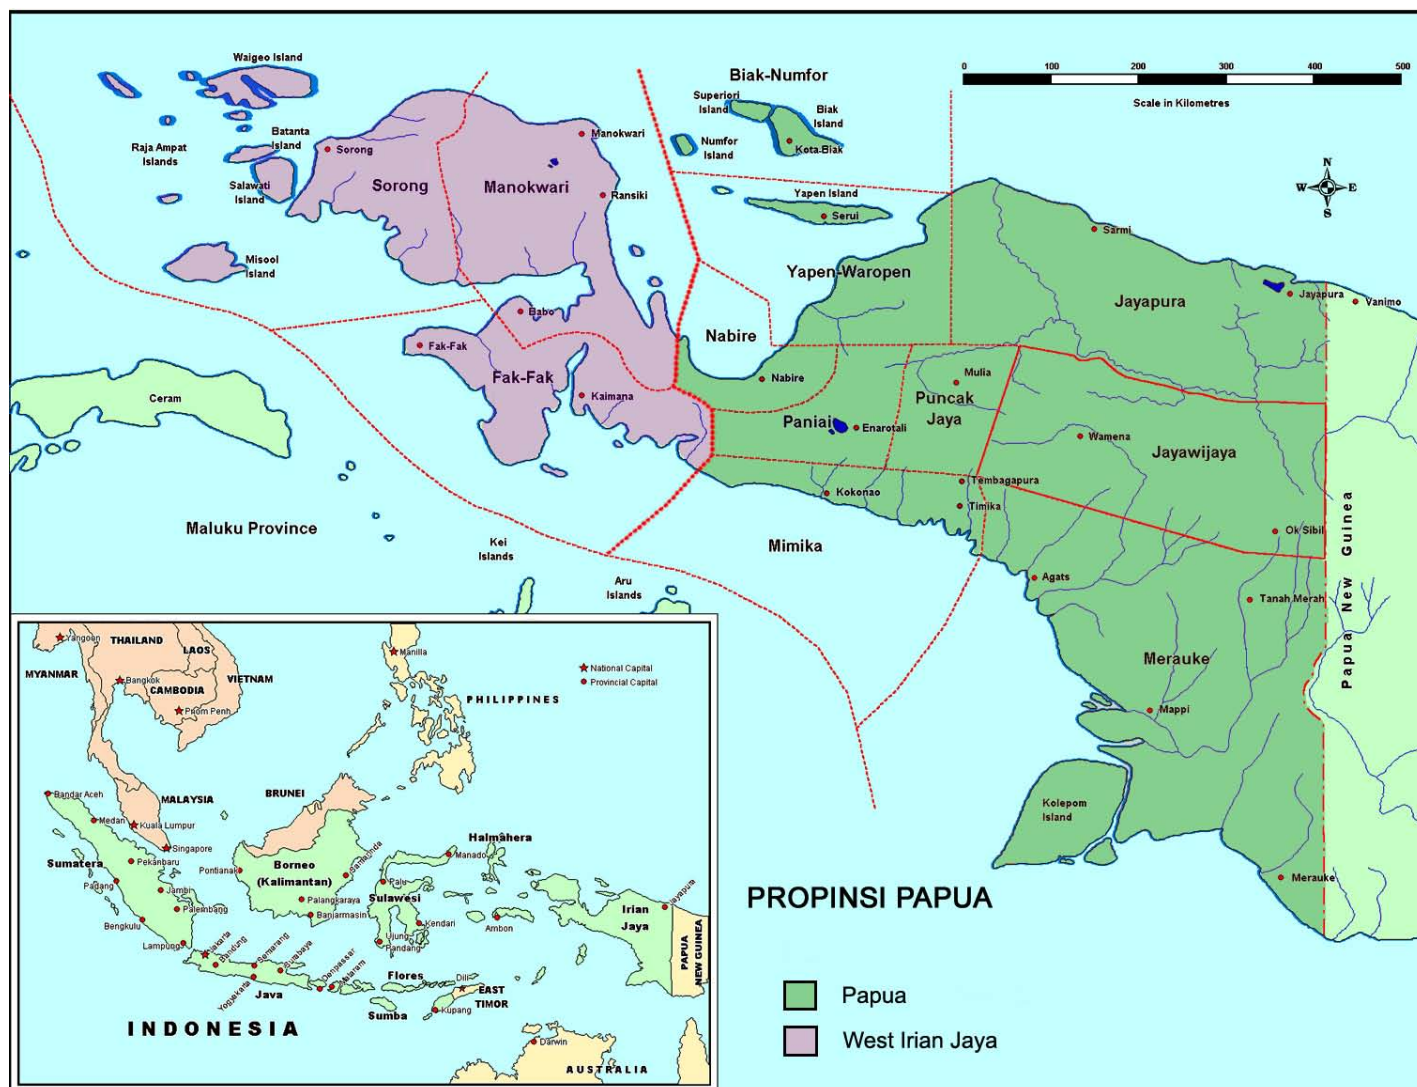 Waigeo Island
Biak-Numfor
0
100
200
300
400
500
Scale in Kilometres
Superiori
Island
Biak
Island
Raja Ampat
Islands
Batanta
Island
Sorong
Manokwari
Numfor
Island
Kota-Biak
N
W
E
S
Salawati
Island
Sorong
Manokwari
Ransiki
Yapen Island
Serui
Sarmi
Misool
Island
Yapen-Waropen
Jayapura
Jayapura
Vanimo
Babo
Nabire
Fak-Fak
Fak-Fak
Kaimana
Nabire
Mulia
Puncak
Jaya
Ceram
Paniai
Enarotali
Wamena
Jayawijaya
Tembagapura
Kokonao
Timika
Maluku Province
Kei
Islands
Mimika
Ok Sibil
Papua New Guinea
Aru
Islands
Agats
Tanah Merah
Merauke
Mappi
Kolepom
Island
Merauke
Yangoon
THAILAND
LAOS
MYANMAR
Bangkok
CAMBODIA
VIETNAM
Pnom Penh
Manilla
National Capital
Provincial Capital
PHILIPPINES
Bandar Aceh
MALAYSIA
BRUNEI
Medan
Kuala Lumpur
Singapore
Sumatera
Pekanbaru
Padang
Jambi
Palembang
Bengkulu
Lampung
Pontianak
Borneo
(Kalimantan)
Samarinda
Palangkaraya
Banjarmasin
Halmahera
Manado
Palu
Sulawesi
Kendari
Ujung
Pandang
Ambon
Irian
Jaya
Jayapula
PAPUA
NEW GUINEA
Jakarta
Bandung
Semarang
Surabaya
Yogyakarta
Java
Denpassar
Mataram
Flores
Sumba
Dili
EAST
TIMOR
Kupang
INDONESIA
Darwin
AUSTRALIA
PROPINSI PAPUA
Papua
West Irian Jaya